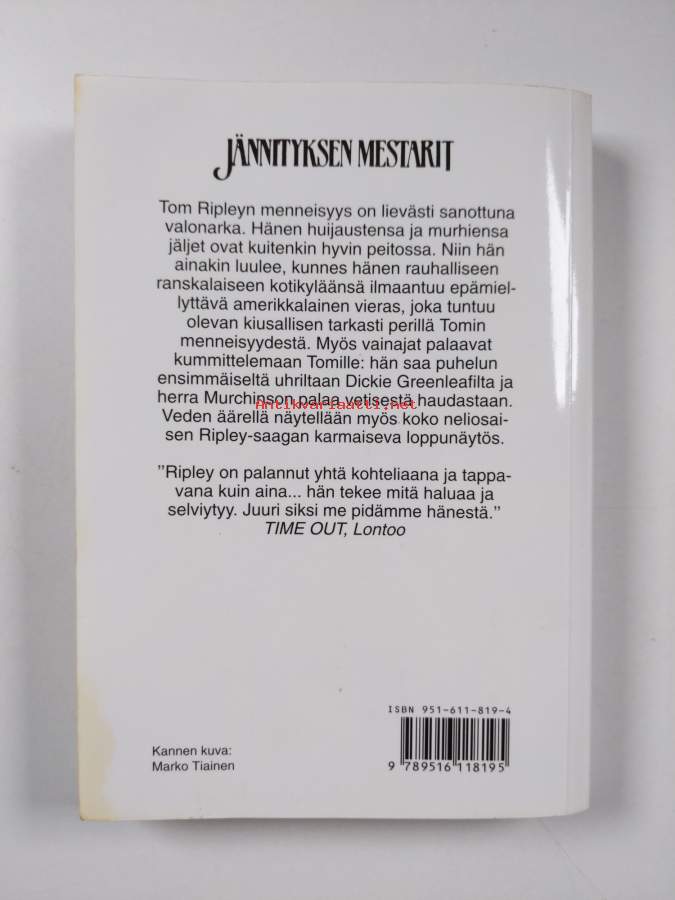 JÄNNITYKSEN MESTARIT
Tom Ripleyn menneisyys on lievästi sanottuna
valonarka. Hänen huijaustensa ja murhiensa
jäljet ovat kuitenkin hyvin peitossa. Niin hän
ainakin luulee, kunnes hänen rauhalliseen
ranskalaiseen kotikyläänsä ilmaantuu epämiel-
lyttävä amerikkalainen vieras, joka tuntuu
olevan kiusallisen tarkasti perillä Tomin
menneisyydestä. Myös vainajat palaavat
kummittelemaan Tomille: hän saa puhelun
ensimmäiseltä uhriltaan Dickie Greenleafilta ja
herra Murchinson palaa vetisestä haudastaan.
Antikvariaatti.net
Veden äärellä näytellään myös koko neliosai-
sen Ripley-saagan karmaiseva loppunäytös.
”Ripley on palannut yhtä kohteliaana ja tappa-
vana kuin aina... hän tekee mitä haluaa ja
selviytyy. Juuri siksi me pidämme hänestä.”
TIME OUT, Lontoo
ISBN 951-611-819-4
9 789516 118195
Kannen kuva:
Marko Tiainen